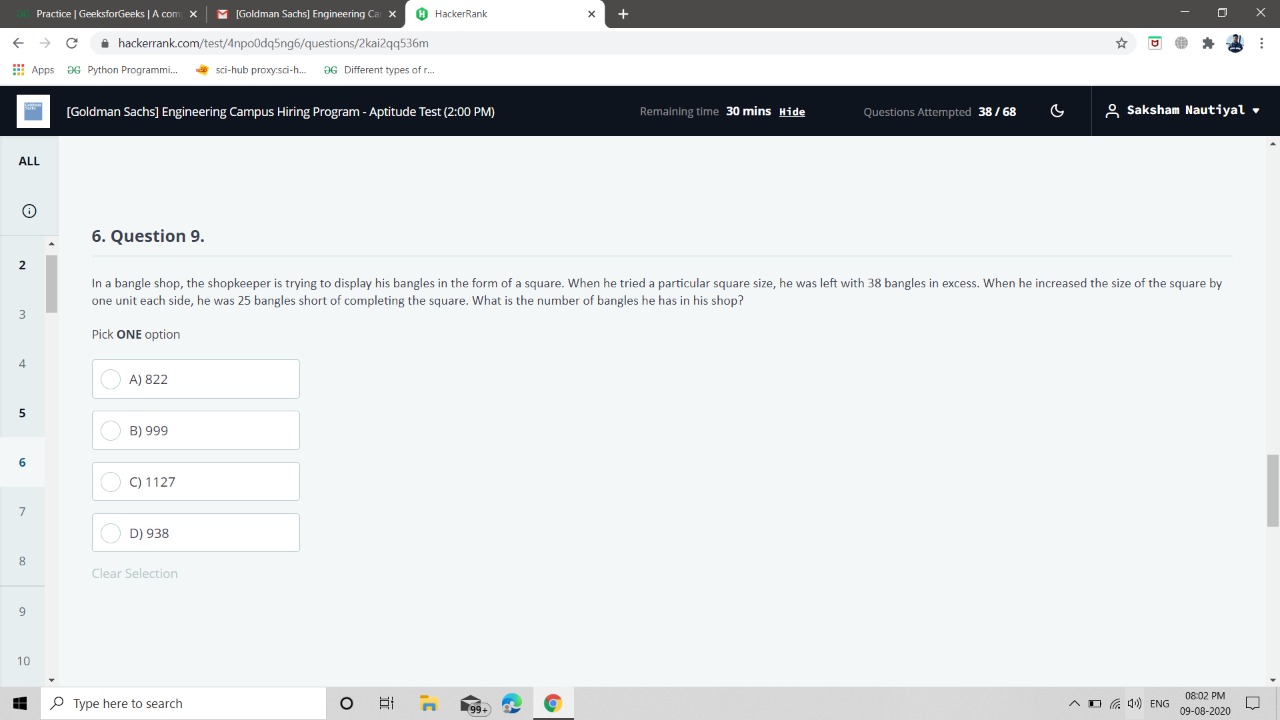 Practice | GeeksforGeeks | A com
[Goldman Sachs] Engineering Ca
HackerRank
hackerrank.com/test/4npo0dq5ng6/questions/2kai2qq536m
Apps
Python Programmi...
sci-hub proxy:sci-h...
Different types of r...
[Goldman Sachs] Engineering Campus Hiring Program - Aptitude Test (2:00 PM)
Remaining time 30 mins Hide
Questions Attempted 38 / 68
Saksham Nautiyal
ALL
2
3
4
5
6
7
8
9
10
6. Question 9.
In a bangle shop, the shopkeeper is trying to display his bangles in the form of a square. When he tried a particular square size, he was left with 38 bangles in excess. When he increased the size of the square by
one unit each side, he was 25 bangles short of completing the square. What is the number of bangles he has in his shop?
Pick ONE option
A) 822
B) 999
C) 1127
D) 938
Clear Selection
Type here to search
99+
ENG
08:02 PM
09-08-2020